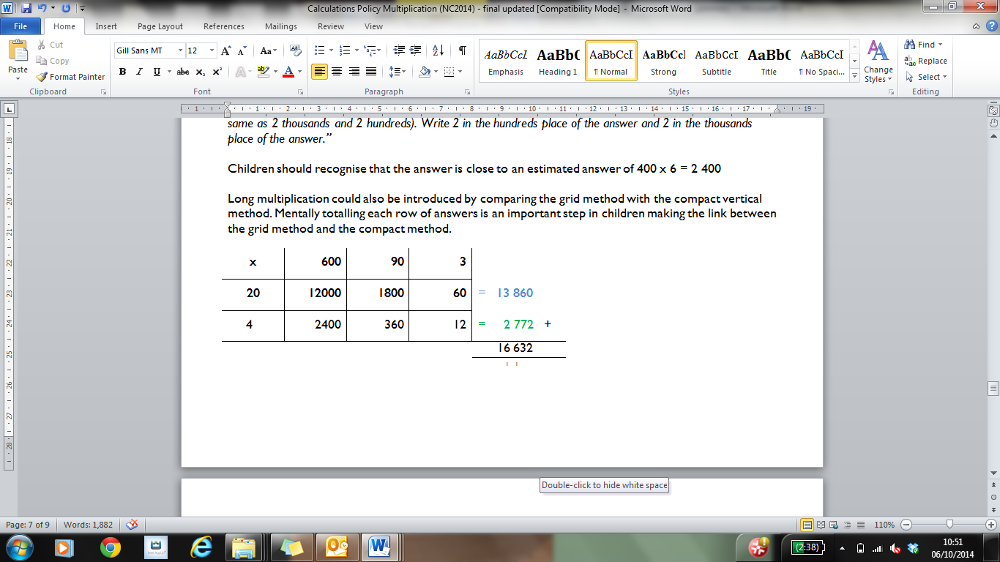 Calculations Policy Multiplication (NC2014) - final updated [Compatibility Mode] - Microsoft Word
File Home Insert Page Layout References Mailings Review View
Paste
Cut
Copy
Format Painter
Clipboard
Gill Sans MT 12
Font
Paragraph
AaBbCcI AaBbC AaBbCcI AaBbCcI AaBbCcI AaBbC AaBbCcI
Emphasis Heading 1 ¶ Normal Strong Subtitle Title ¶ No Spaci...
Change Styles
Styles
Find
Replace
Select
Editing
same as 2 thousands and 2 hundreds). Write 2 in the hundreds place of the answer and 2 in the thousands
place of the answer.”
Children should recognise that the answer is close to an estimated answer of 400 x 6 = 2 400
Long multiplication could also be introduced by comparing the grid method with the compact vertical
method. Mentally totalling each row of answers is an important step in children making the link between
the grid method and the compact method.
x 600 90 3
20 12000 1800 60 = 13 860
4 2400 360 12 = 2 772 +
16 632
1 1
Double-click to hide white space
Page: 7 of 9 Words: 1,882 110%
(2:38) 10:51
06/10/2014